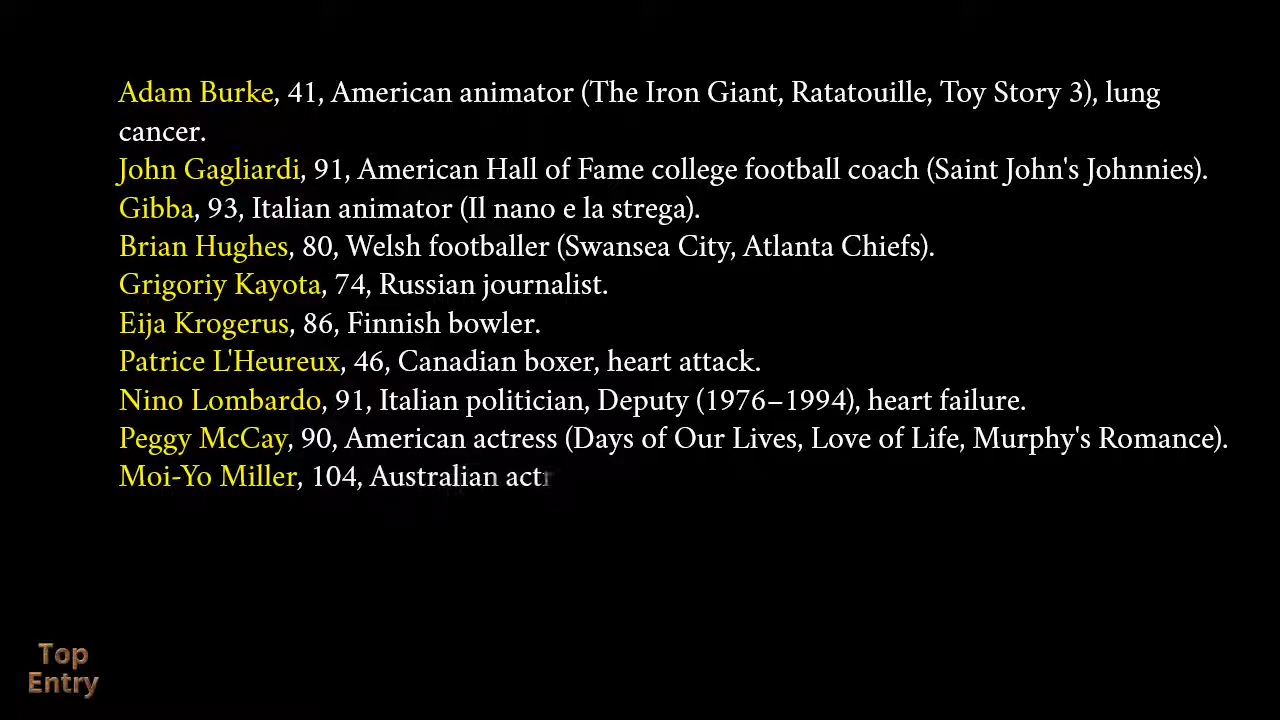 Adam Burke, 41, American animator (The Iron Giant, Ratatouille, Toy Story 3), lung
cancer.
John Gagliardi, 91, American Hall of Fame college football coach (Saint John's Johnnies).
Gibba, 93, Italian animator (Il nano e la strega).
Brian Hughes, 80, Welsh footballer (Swansea City, Atlanta Chiefs).
Grigoriy Kayota, 74, Russian journalist.
Eija Krogerus, 86, Finnish bowler.
Patrice L'Heureux, 46, Canadian boxer, heart attack.
Nino Lombardo, 91, Italian politician, Deputy (1976–1994), heart failure.
Peggy McCay, 90, American actress (Days of Our Lives, Love of Life, Murphy's Romance).
Moi-Yo Miller, 104, Australian actr
Top
Entry